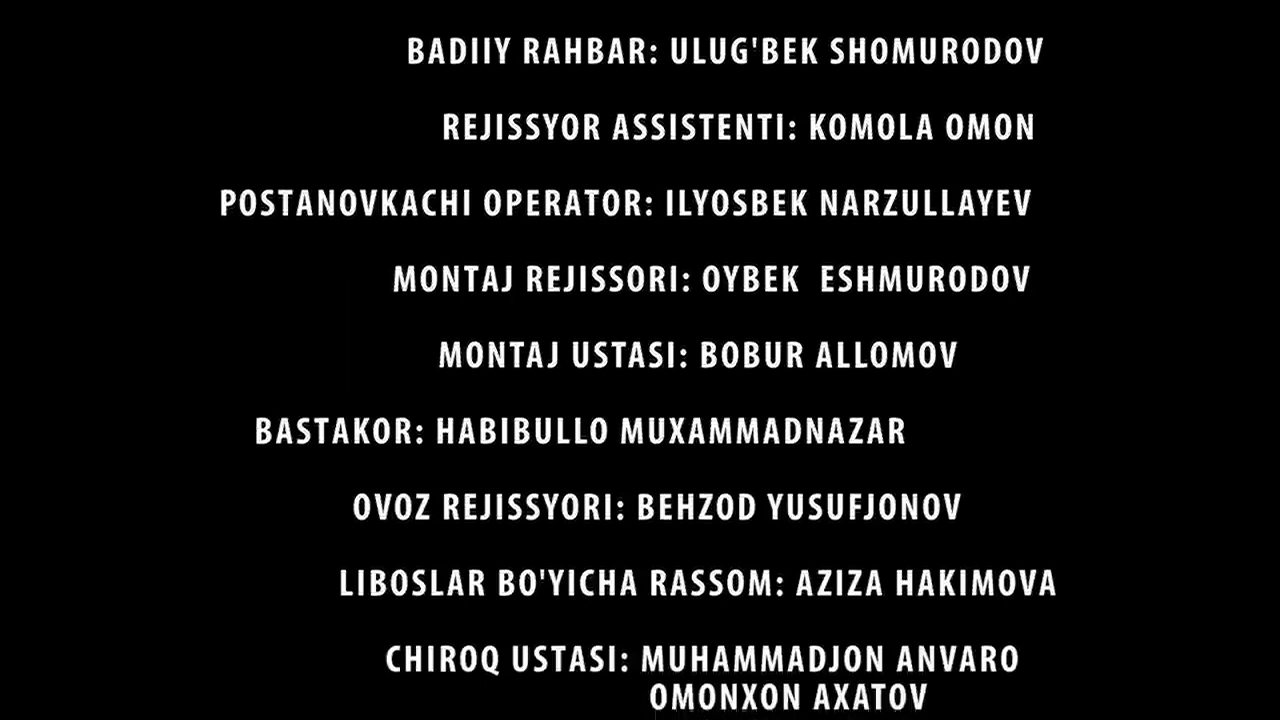 BADIIY RAHBAR: ULUG'BEK SHOMURODOV
REJISSYOR ASSISTENTI: KOMOLA OMON
POSTANOVKACHI OPERATOR: ILYOSBEK NARZULLAYEV
MONTAJ REJISSORI: OYBEK  ESHMURODOV
MONTAJ USTASI: BOBUR ALLOMOV
BASTAKOR: HABIBULLO MUXAMMADNAZAR
OVOZ REJISSYORI: BEHZOD YUSUFJONOV
LIBOSLAR BO'YICHA RASSOM: AZIZA HAKIMOVA
CHIROQ USTASI: MUHAMMADJON ANVARO
OMONXON AXATOV